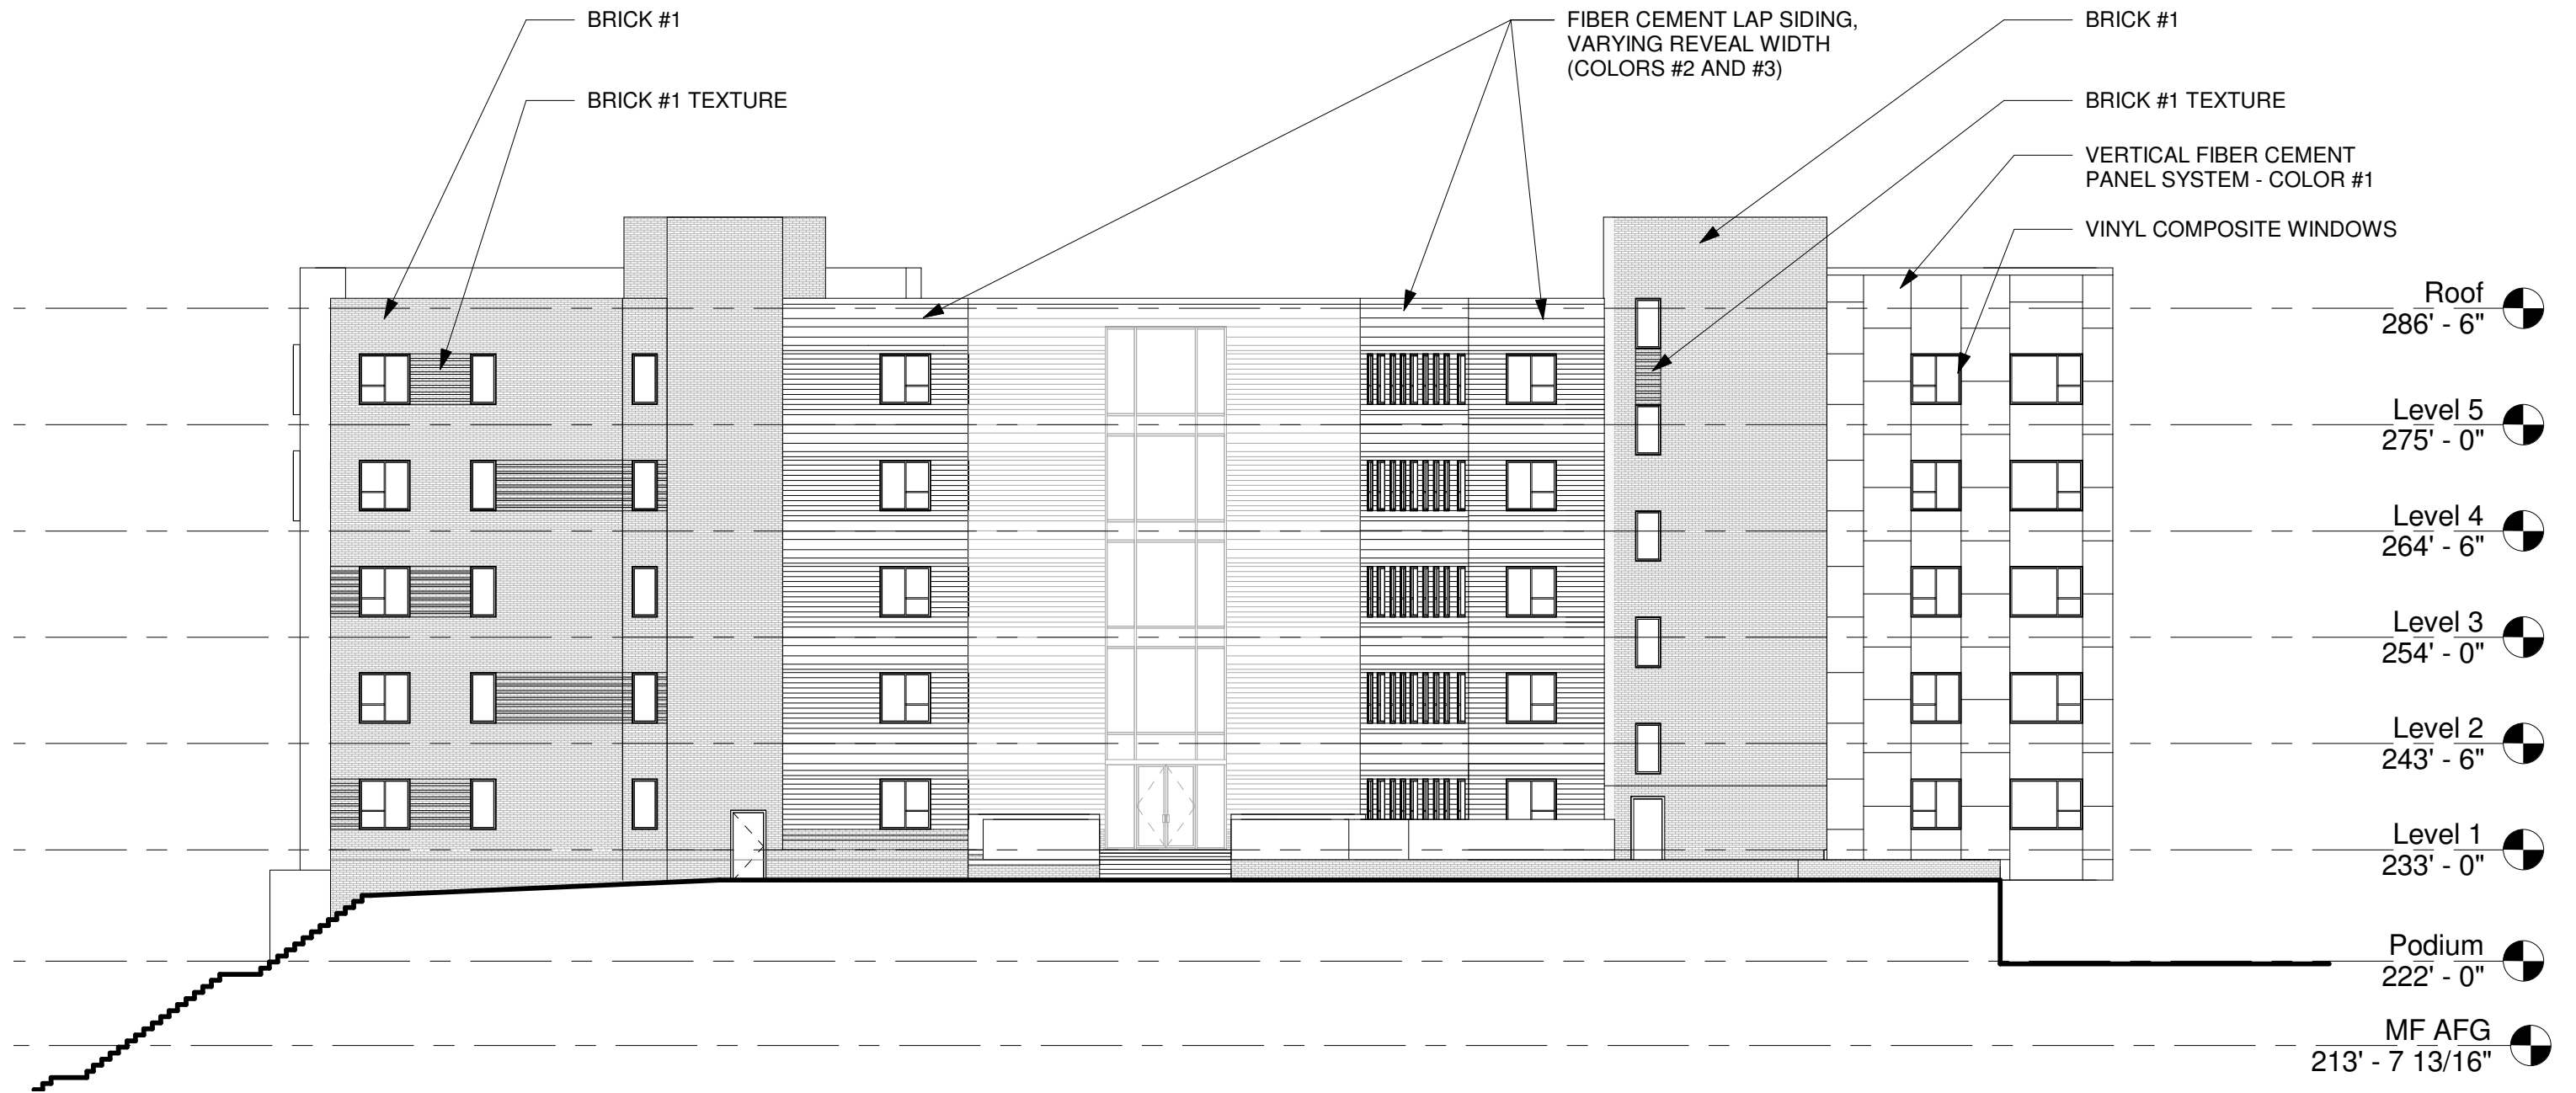 BRICK #1
BRICK #1 TEXTURE
FIBER CEMENT LAP SIDING,
VARYING REVEAL WIDTH
(COLORS #2 AND #3)
BRICK #1
BRICK #1 TEXTURE
VERTICAL FIBER CEMENT
PANEL SYSTEM - COLOR #1
VINYL COMPOSITE WINDOWS
Roof
286' - 6"
Level 5
275' - 0"
Level 4
264' - 6"
Level 3
254' - 0"
Level 2
243' - 6"
Level 1
233' - 0"
Podium
222' - 0"
MF AFG
213' - 7 13/16"